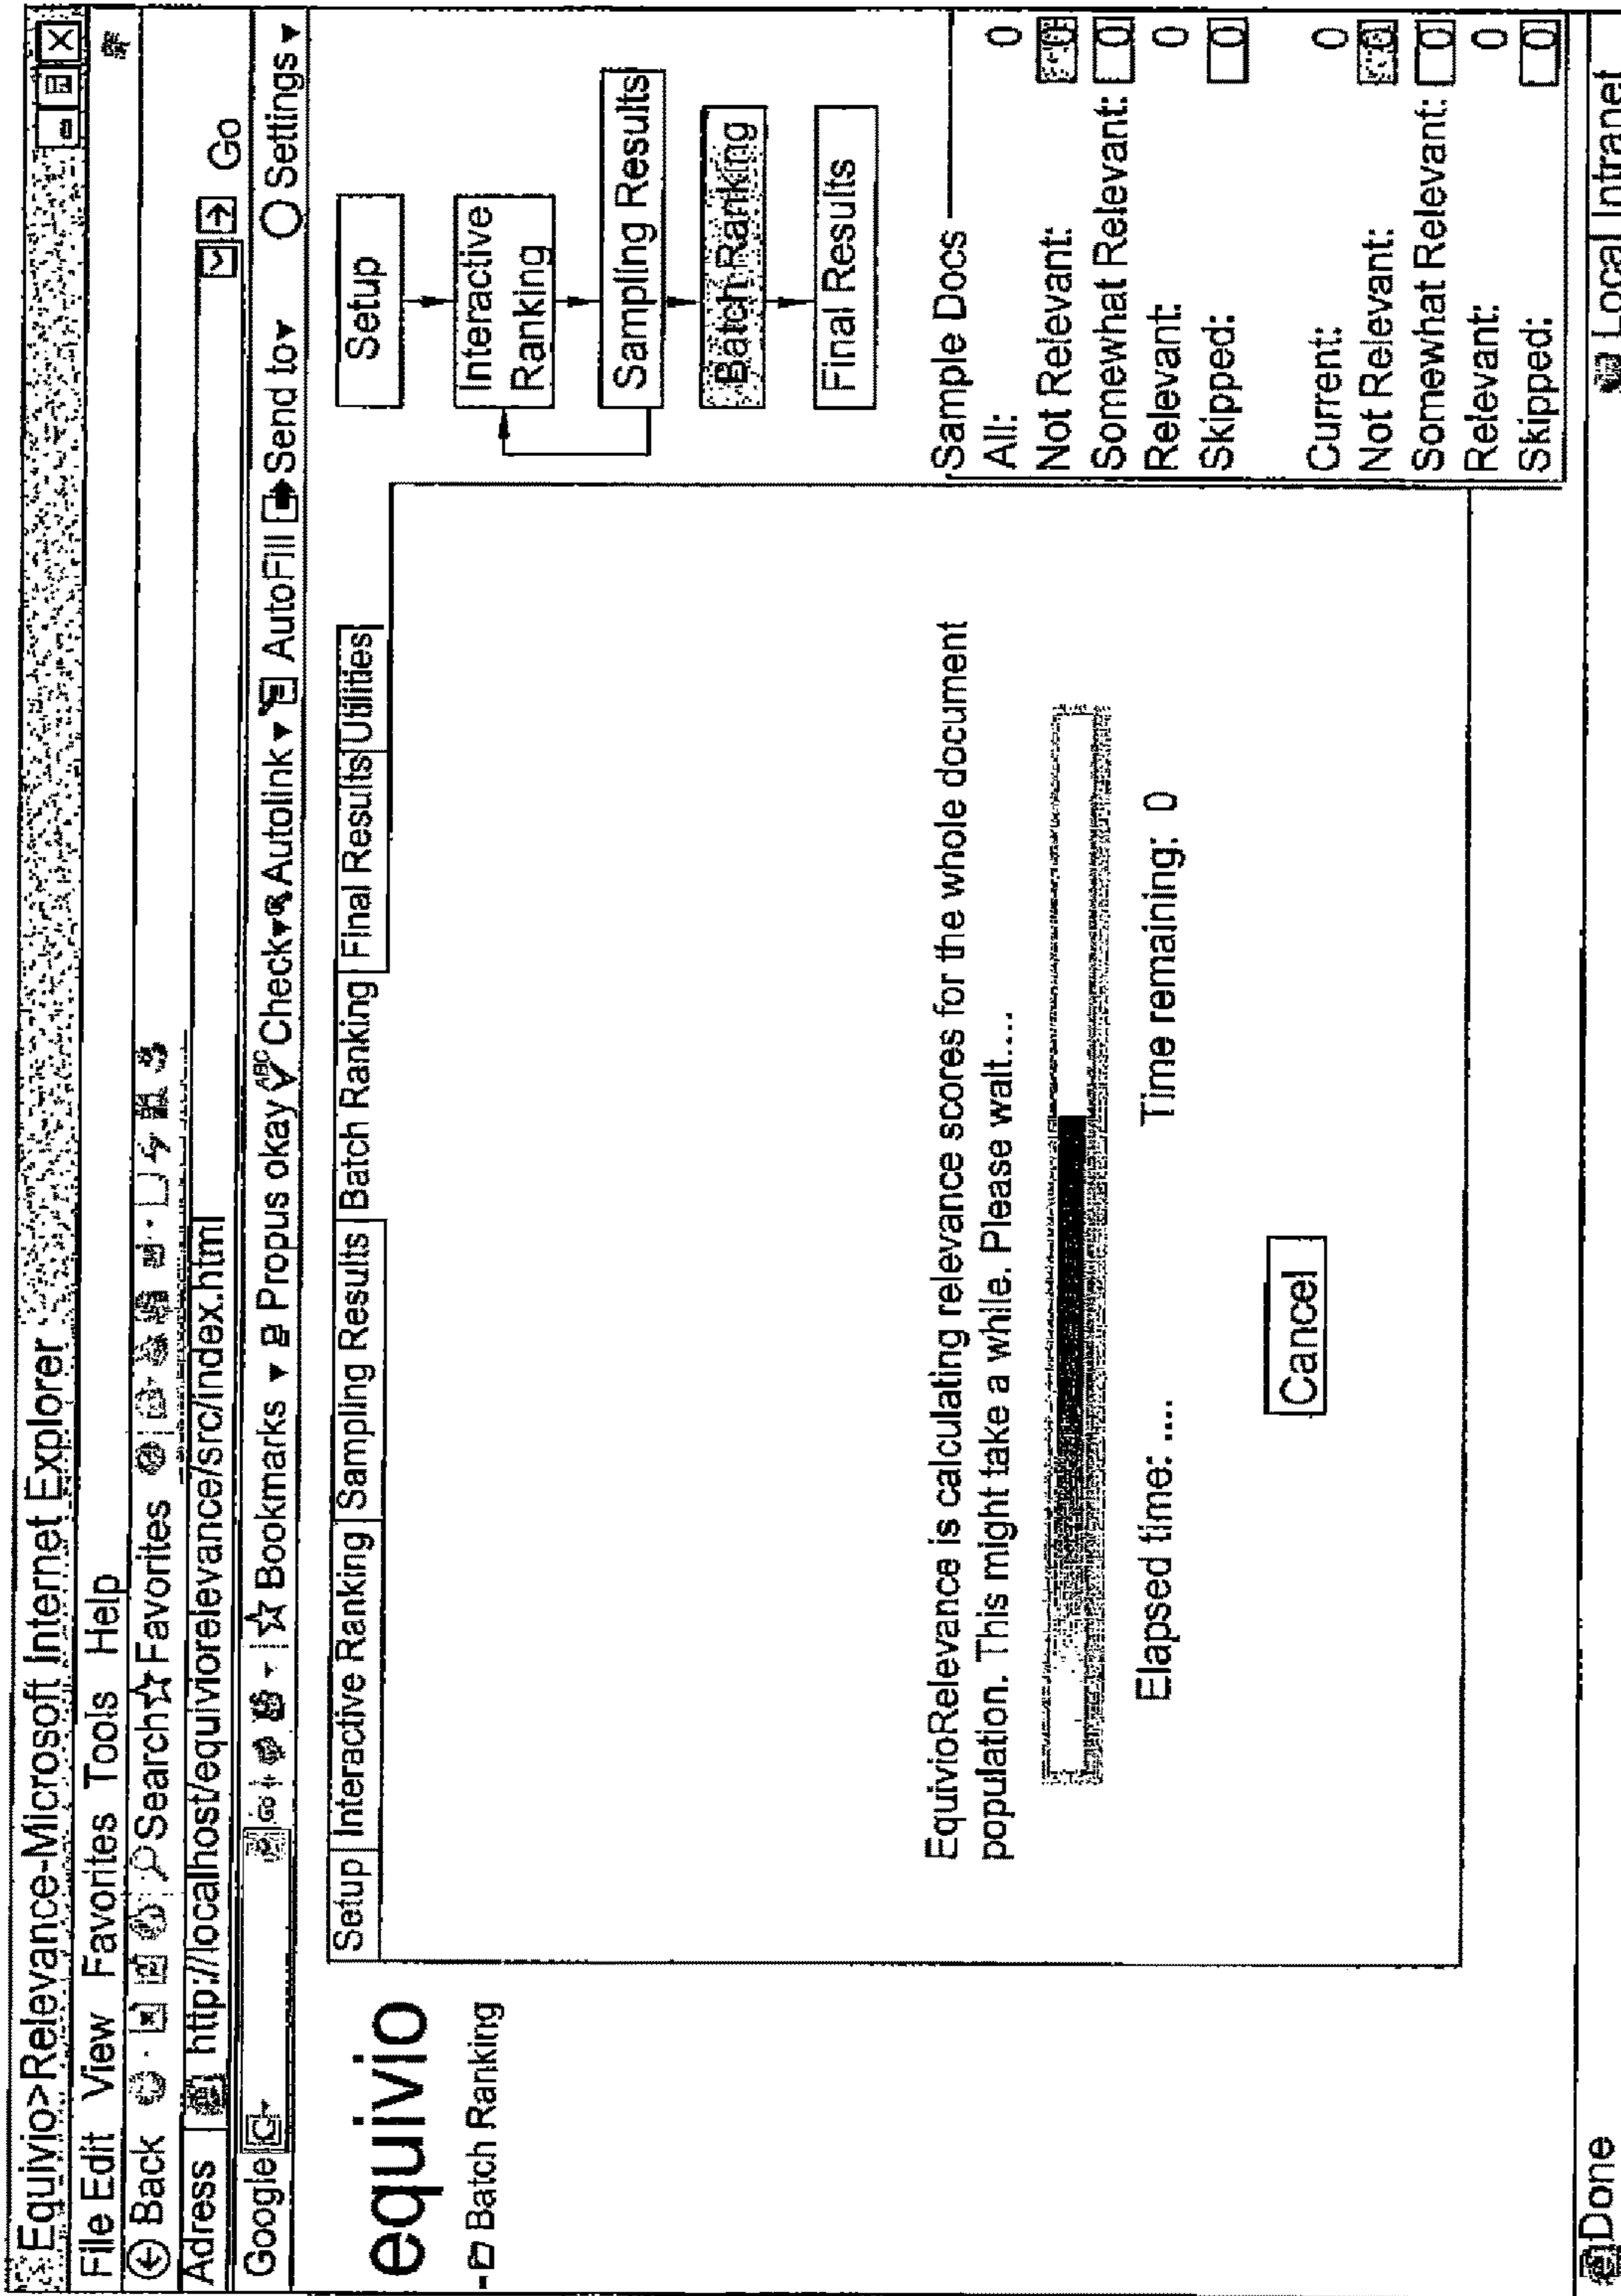 Equivio>Relevance-Microsoft Internet Explorer
File Edit View Favorites Tools Help
Back Search Favorites
Adress http://localhost/equiviorelevance/src/index.htm Go
Google Go Bookmarks Propus okay ABC Check Autolink AutoFill Send to Settings
equivio
Batch Ranking
Setup Interactive Ranking Sampling Results Batch Ranking Final Results Utilities
EquivioRelevance is calculating relevance scores for the whole document
population. This might take a while. Please wait....
Elapsed time: .... Time remaining: 0
Cancel
Setup
Interactive
Ranking
Sampling Results
Batch Ranking
Final Results
Sample Docs
All: 0
Not Relevant: 0
Somewhat Relevant: 0
Relevant: 0
Skipped: 0
Current: 0
Not Relevant: 0
Somewhat Relevant: 0
Relevant: 0
Skipped: 0
Done Local Intranet